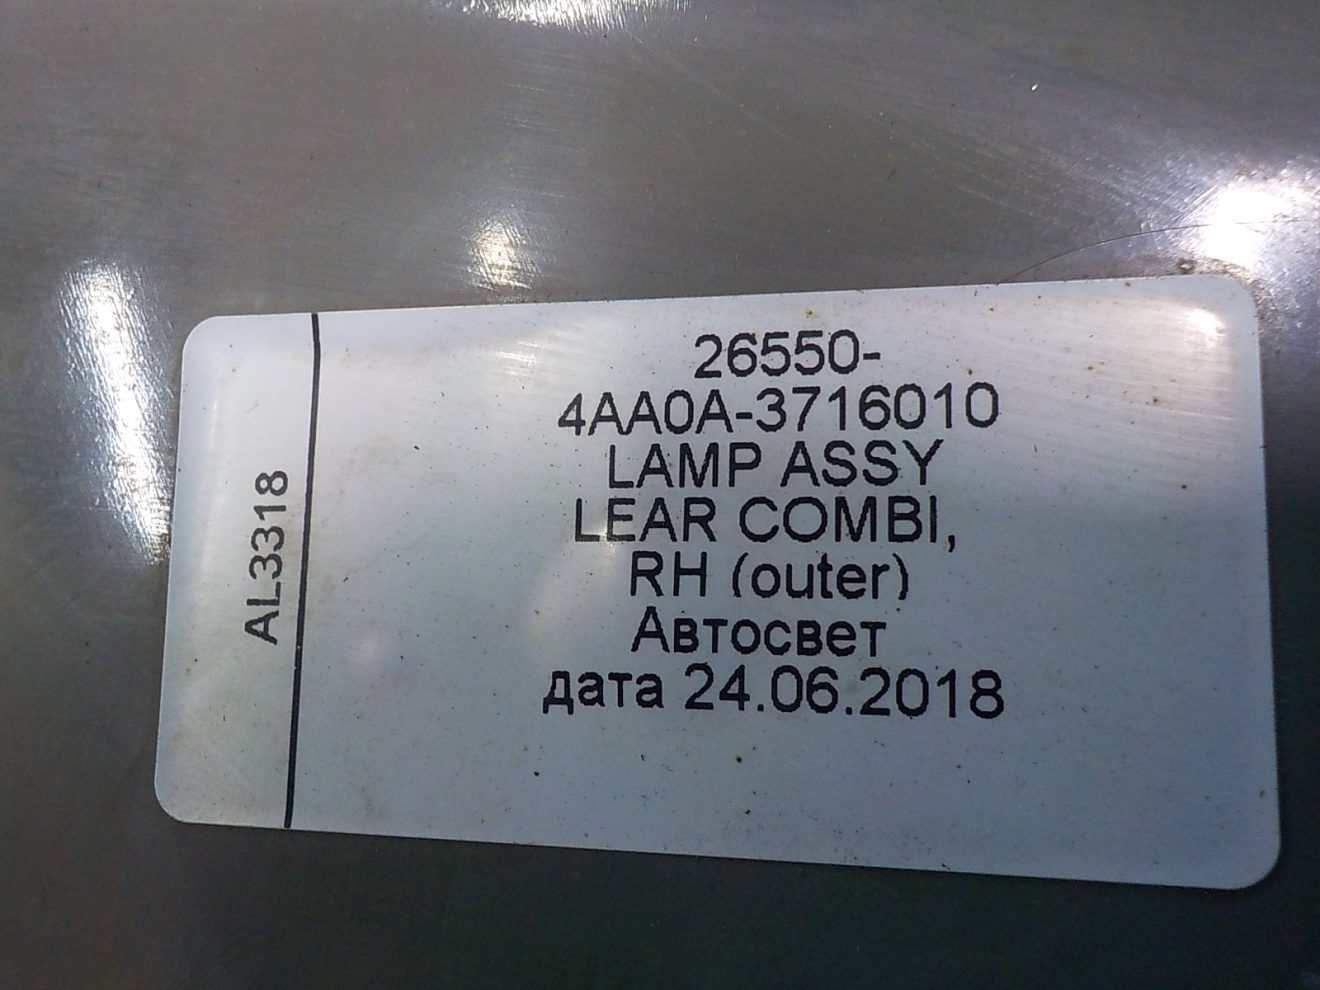 AL3318
26550-
4AA0A-3716010
LAMP ASSY
LEAR COMBI,
RH (outer)
Автосвет
дата 24.06.2018